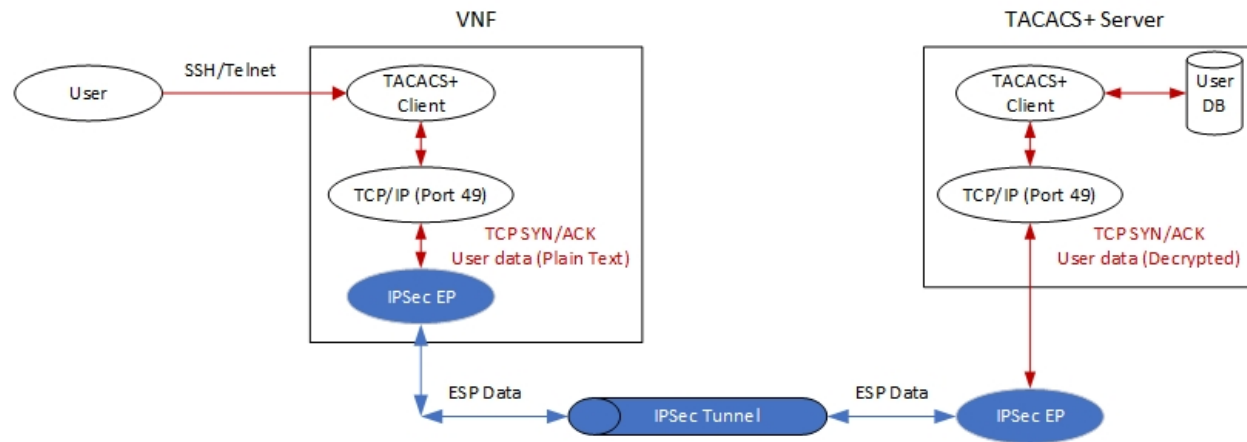 VNF
TACACS+ Server
SSH/Telnet
User
TACACS+
Client
TACACS+
Client
User
DB
TCP/IP (Port 49)
TCP/IP (Port 49)
TCP SYN/ACK
User data (Plain Text)
TCP SYN/ACK
User data (Decrypted)
IPSec EP
ESP Data
IPSec Tunnel
ESP Data
IPSec EP